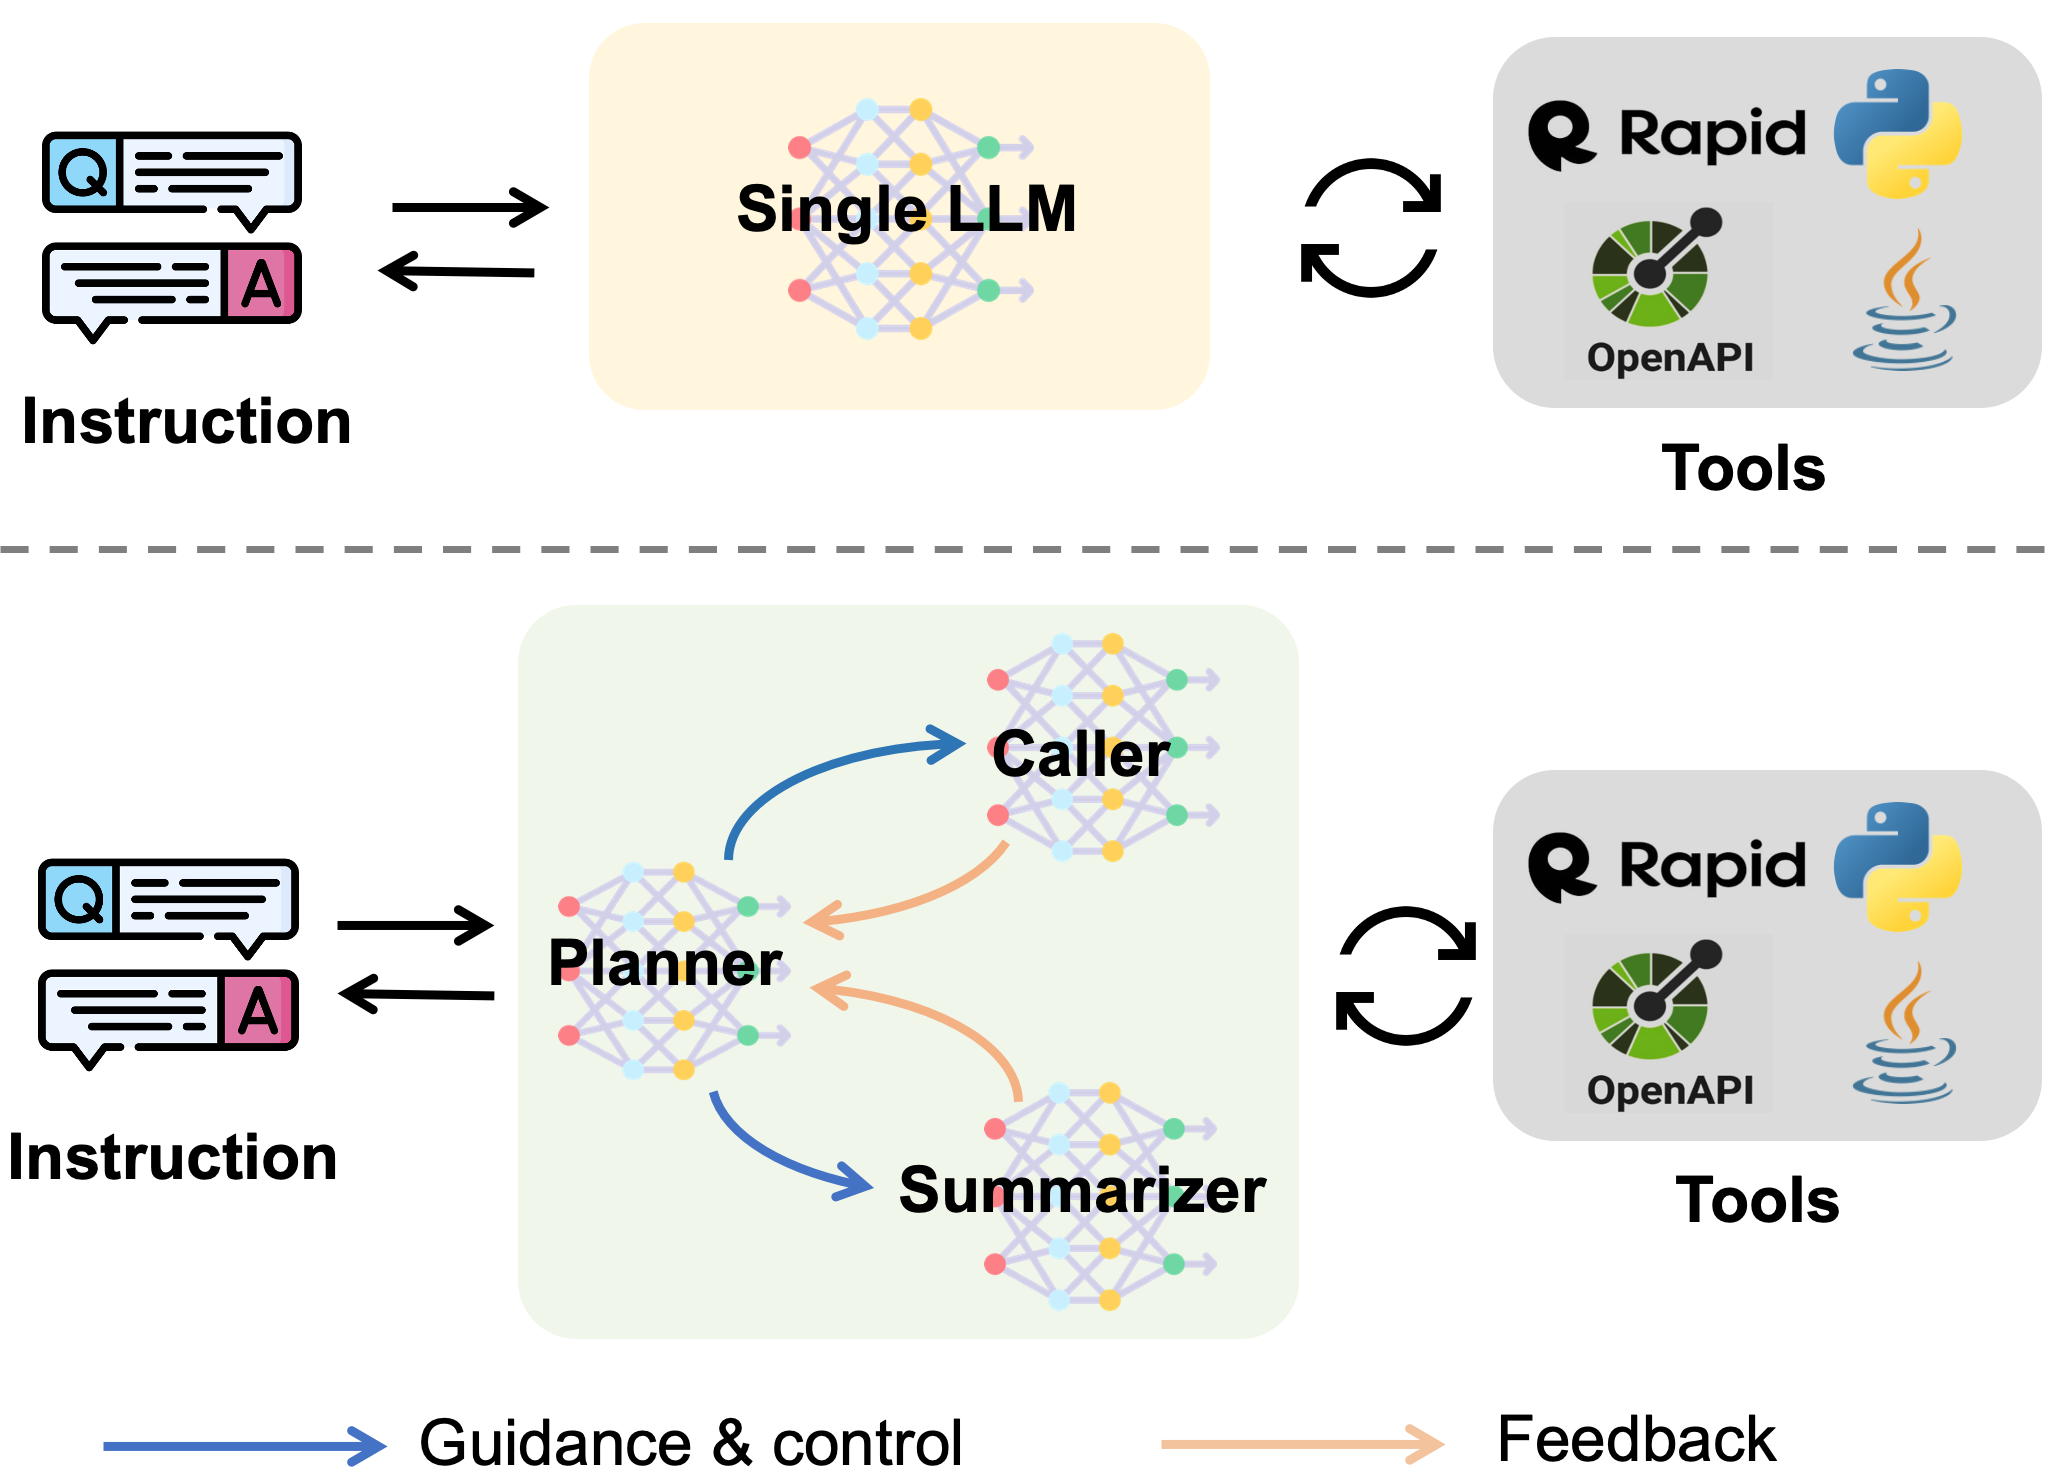 Q
A
Instruction
Single LLM
Rapid
OpenAPI
Tools
Q
A
Instruction
Planner
Caller
Summarizer
Rapid
OpenAPI
Tools
Guidance & control
Feedback